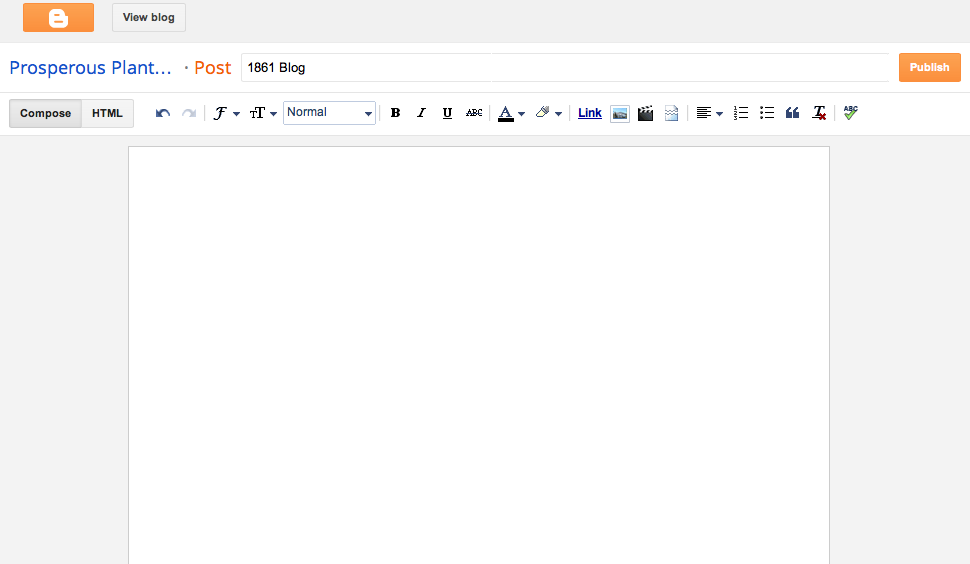 View blog
Prosperous Plant... · Post 1861 Blog Publish
Compose HTML Normal B I U ABC A Link ABC